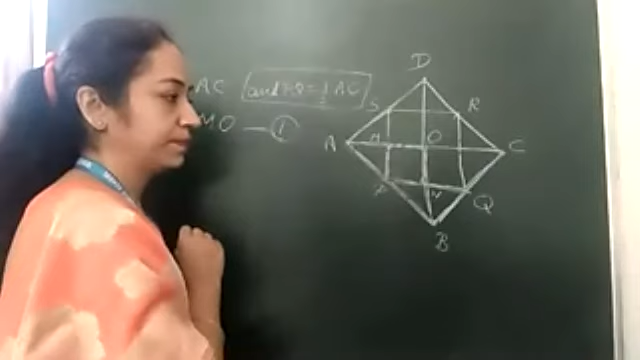 AC and PQ = 1/2 AC
MO — ①
D
S R
A M O C
P N Q
B